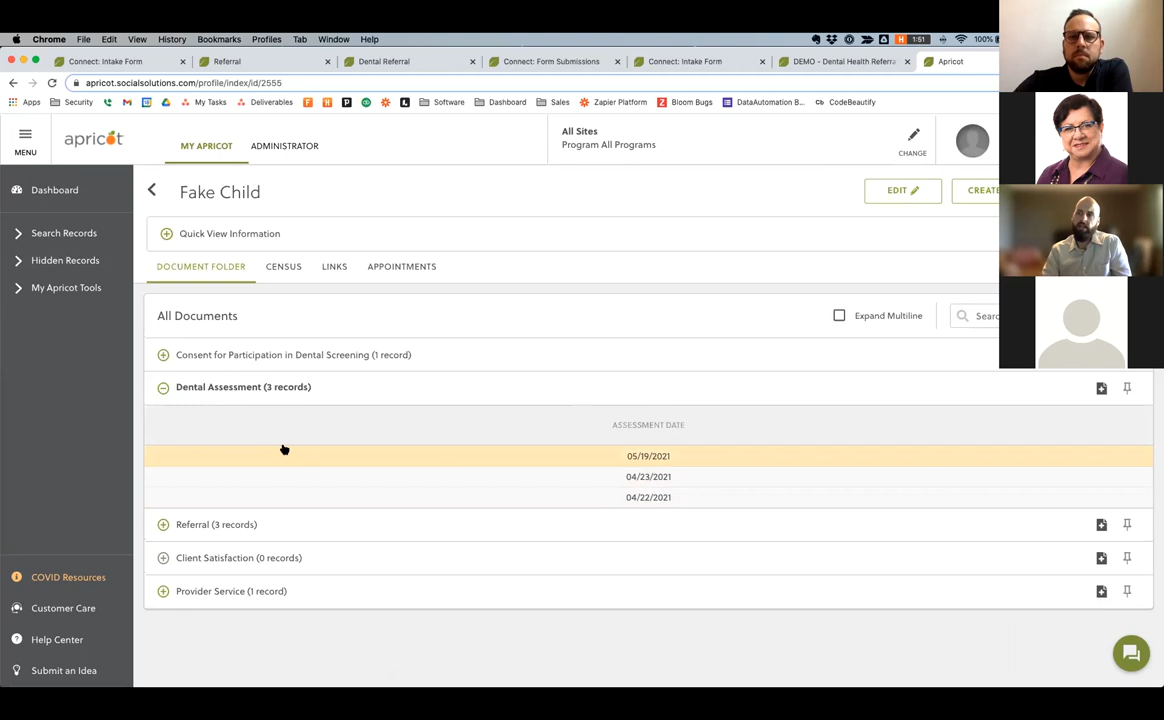 Chrome File Edit View History Bookmarks Profiles Tab Window Help
H 1:51 100%
Connect: Intake Form × Referral × Dental Referral × Connect: Form Submissions × Connect: Intake Form × DEMO - Dental Health Referra × Apricot
apricot.socialsolutions.com/profile/index/id/2555
Apps Security My Tasks Deliverables Software Dashboard Sales Zapier Platform Bloom Bugs DataAutomation B... CodeBeautify
MENU
apricot
MY APRICOT
ADMINISTRATOR
All Sites
Program All Programs
CHANGE
Dashboard
Search Records
Hidden Records
My Apricot Tools
COVID Resources
Customer Care
Help Center
Submit an Idea
Fake Child
EDIT
CREATE
Quick View Information
DOCUMENT FOLDER CENSUS LINKS APPOINTMENTS
All Documents
Expand Multiline
Searc
Consent for Participation in Dental Screening (1 record)
Dental Assessment (3 records)
ASSESSMENT DATE
05/19/2021
04/23/2021
04/22/2021
Referral (3 records)
Client Satisfaction (0 records)
Provider Service (1 record)